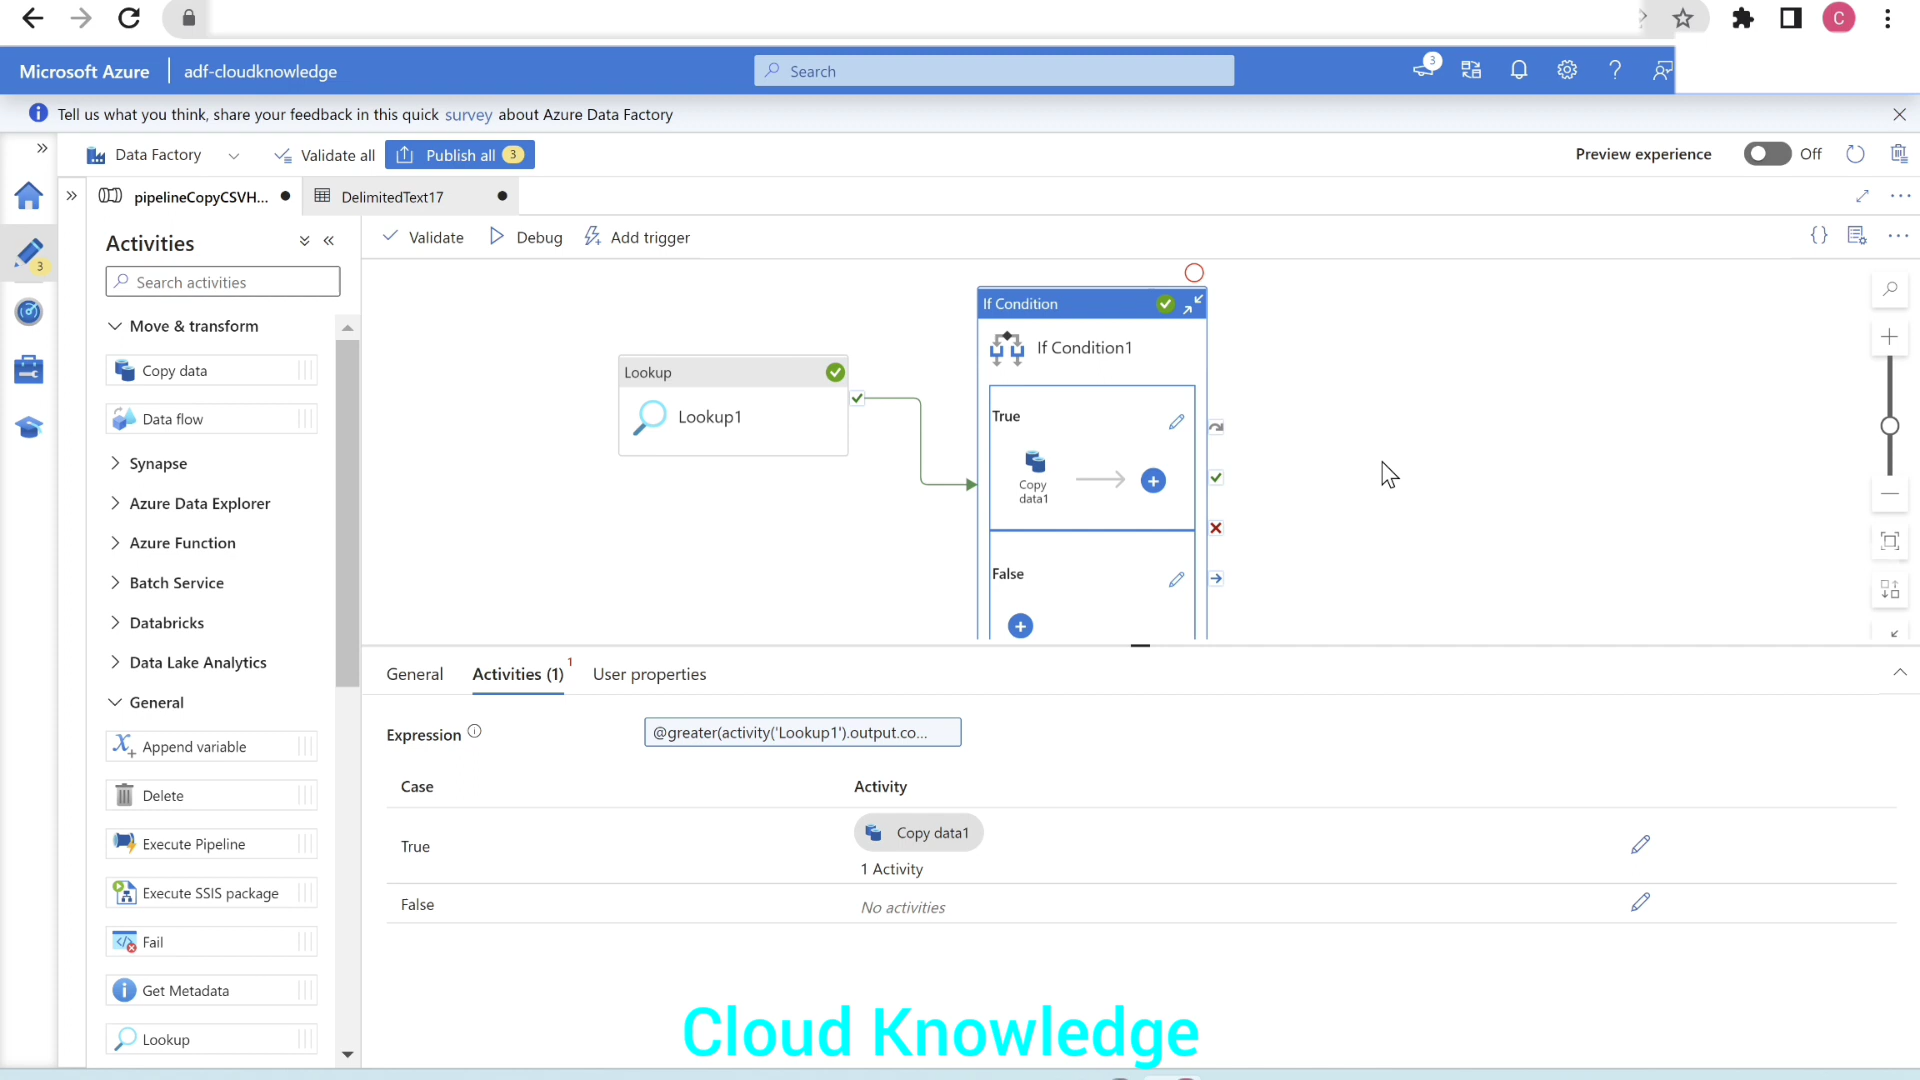 C
Microsoft Azure
adf-cloudknowledge
Search
3
Tell us what you think, share your feedback in this quick survey about Azure Data Factory
Data Factory
Validate all
Publish all 3
Preview experience
Off
pipelineCopyCSVH...
DelimitedText17
Activities
Validate
Debug
Add trigger
3
Search activities
Move & transform
Copy data
Data flow
Synapse
Azure Data Explorer
Azure Function
Batch Service
Databricks
Data Lake Analytics
General
Append variable
Delete
Execute Pipeline
Execute SSIS package
Fail
Get Metadata
Lookup
Lookup
Lookup1
If Condition
If Condition1
True
Copy
data1
False
General
Activities (1) 1
User properties
Expression
@greater(activity('Lookup1').output.co...
Case
Activity
True
Copy data1
1 Activity
False
No activities
Cloud Knowledge